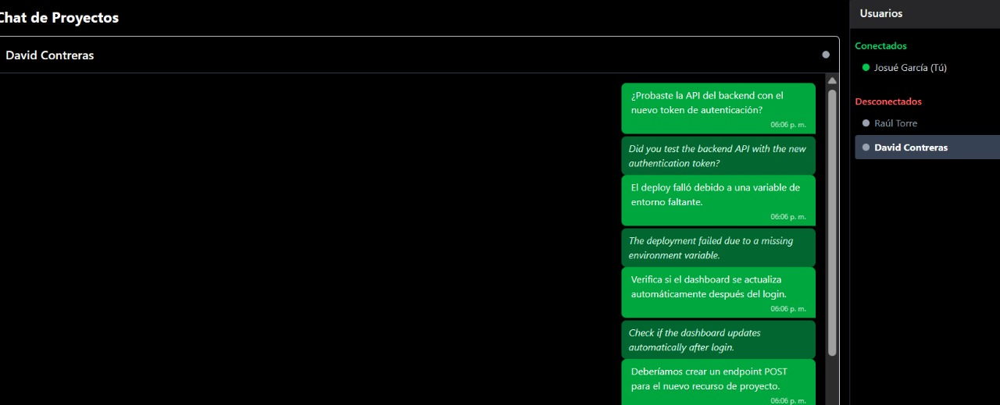 Chat de Proyectos
David Contreras
¿Probaste la API del backend con el
nuevo token de autenticación?
06:06 p. m.
Did you test the backend API with the new
authentication token?
El deploy falló debido a una variable de
entorno faltante.
06:06 p. m.
The deployment failed due to a missing
environment variable.
Verifica si el dashboard se actualiza
automáticamente después del login.
06:06 p. m.
Check if the dashboard updates
automatically after login.
Deberíamos crear un endpoint POST
para el nuevo recurso de proyecto.
06:06 p. m.
Usuarios
Conectados
Josué García (Tú)
Desconectados
Raúl Torre
David Contreras